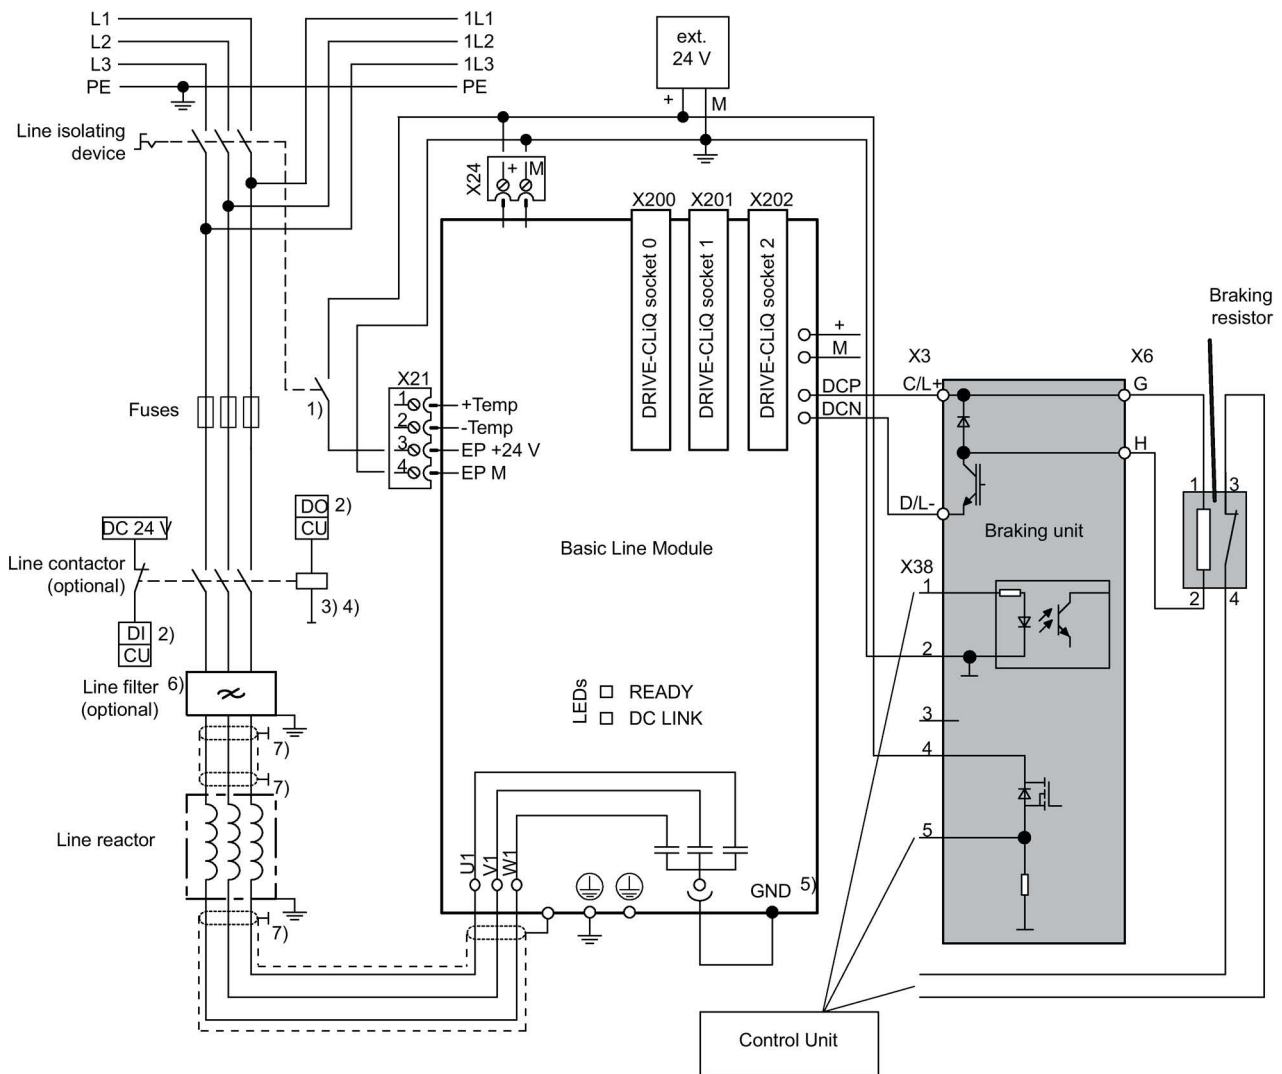 L1
L2
L3
PE
1L1
1L2
1L3
PE
ext.
24 V
+
M
Line isolating
device
X24
+
M
X200
X201
X202
DRIVE-CLiQ socket 0
DRIVE-CLiQ socket 1
DRIVE-CLiQ socket 2
Braking
resistor
+
M
DCP
DCN
X3
C/L+
X6
G
H
D/L-
Braking unit
1
3
2
4
Fuses
1)
X21
1
2
3
4
+Temp
-Temp
EP +24 V
EP M
DC 24 V
DO
CU
2)
Line contactor
(optional)
3) 4)
DI
CU
2)
Basic Line Module
X38
1
2
3
4
5
Line filter
(optional)
6)
LEDs
READY
DC LINK
7)
7)
Line reactor
7)
U1
V1
W1
GND
5)
Control Unit